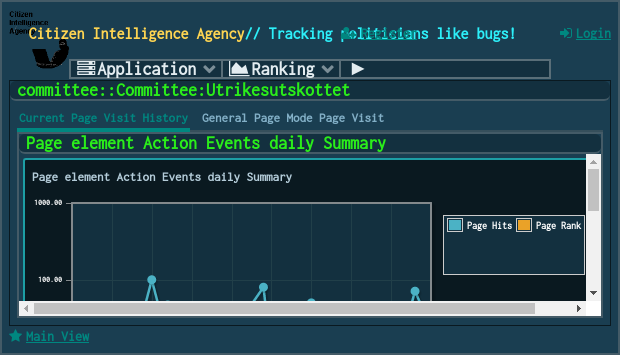 Citizen
Intelligence
Agency
Citizen Intelligence Agency// Tracking politicians like bugs!
Login
Application
Ranking
committee::Committee:Utrikesutskottet
Current Page Visit History
General Page Mode Page Visit
Page element Action Events daily Summary
Page element Action Events daily Summary
1000.00
100.00
Page Hits
Page Rank
Main View